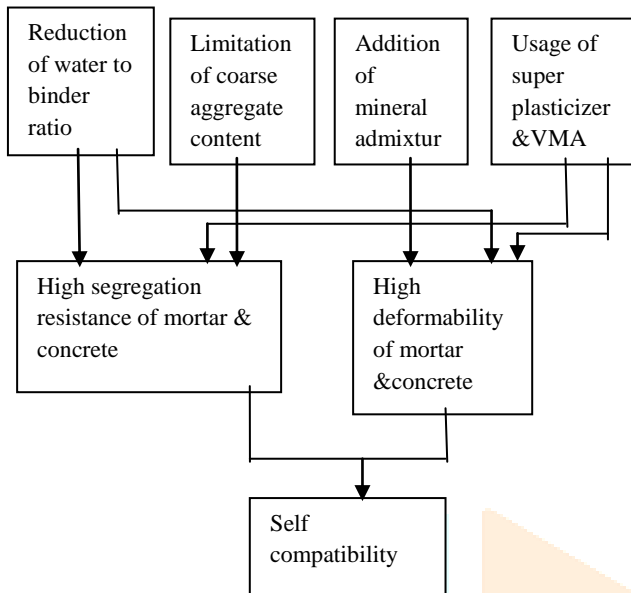 Reduction
of water to
binder
ratio
Limitation
of coarse
aggregate
content
Addition
of
mineral
admixtur
Usage of
super
plasticizer
&VMA
High segregation
resistance of mortar &
concrete
High
deformability
of mortar
&concrete
Self
compatibility